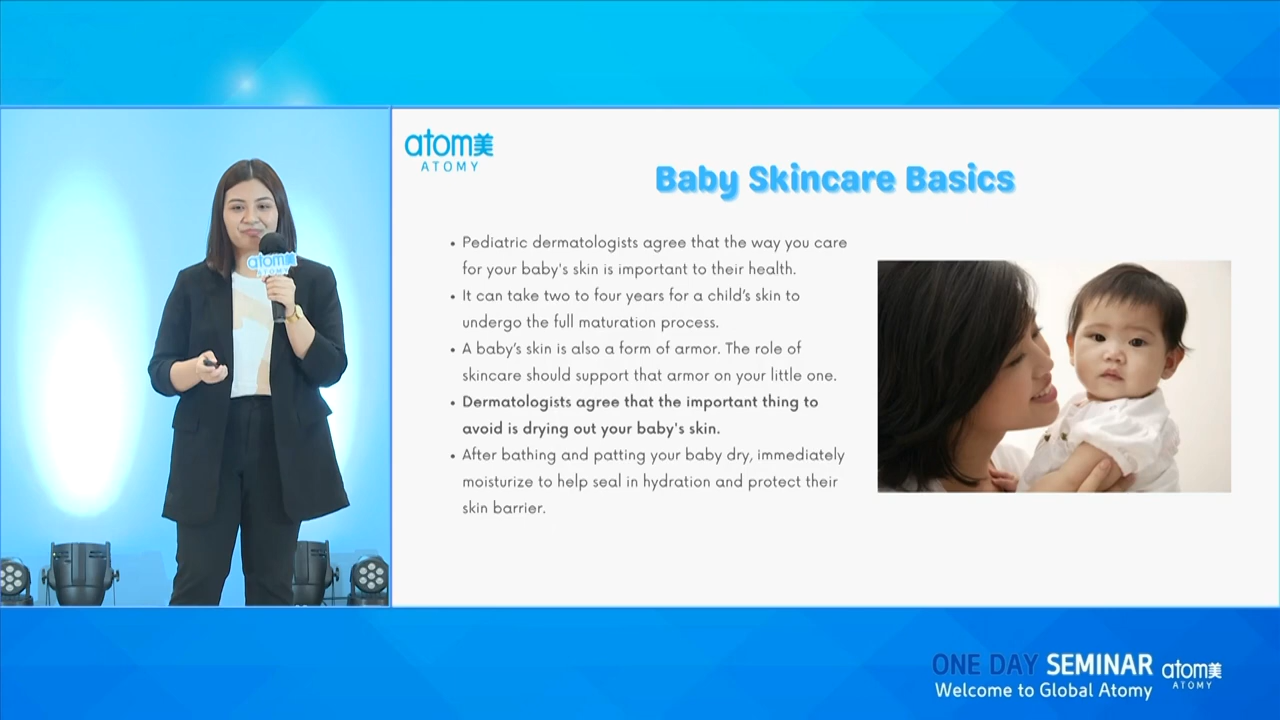 atom美
ATOMY
Baby Skincare Basics
• Pediatric dermatologists agree that the way you care
for your baby's skin is important to their health.
• It can take two to four years for a child's skin to
undergo the full maturation process.
• A baby's skin is also a form of armor. The role of
skincare should support that armor on your little one.
• Dermatologists agree that the important thing to
avoid is drying out your baby's skin.
• After bathing and patting your baby dry, immediately
moisturize to help seal in hydration and protect their
skin barrier.
atom美
ATOMY
ONE DAY SEMINAR
Welcome to Global Atomy
atom美
ATOMY